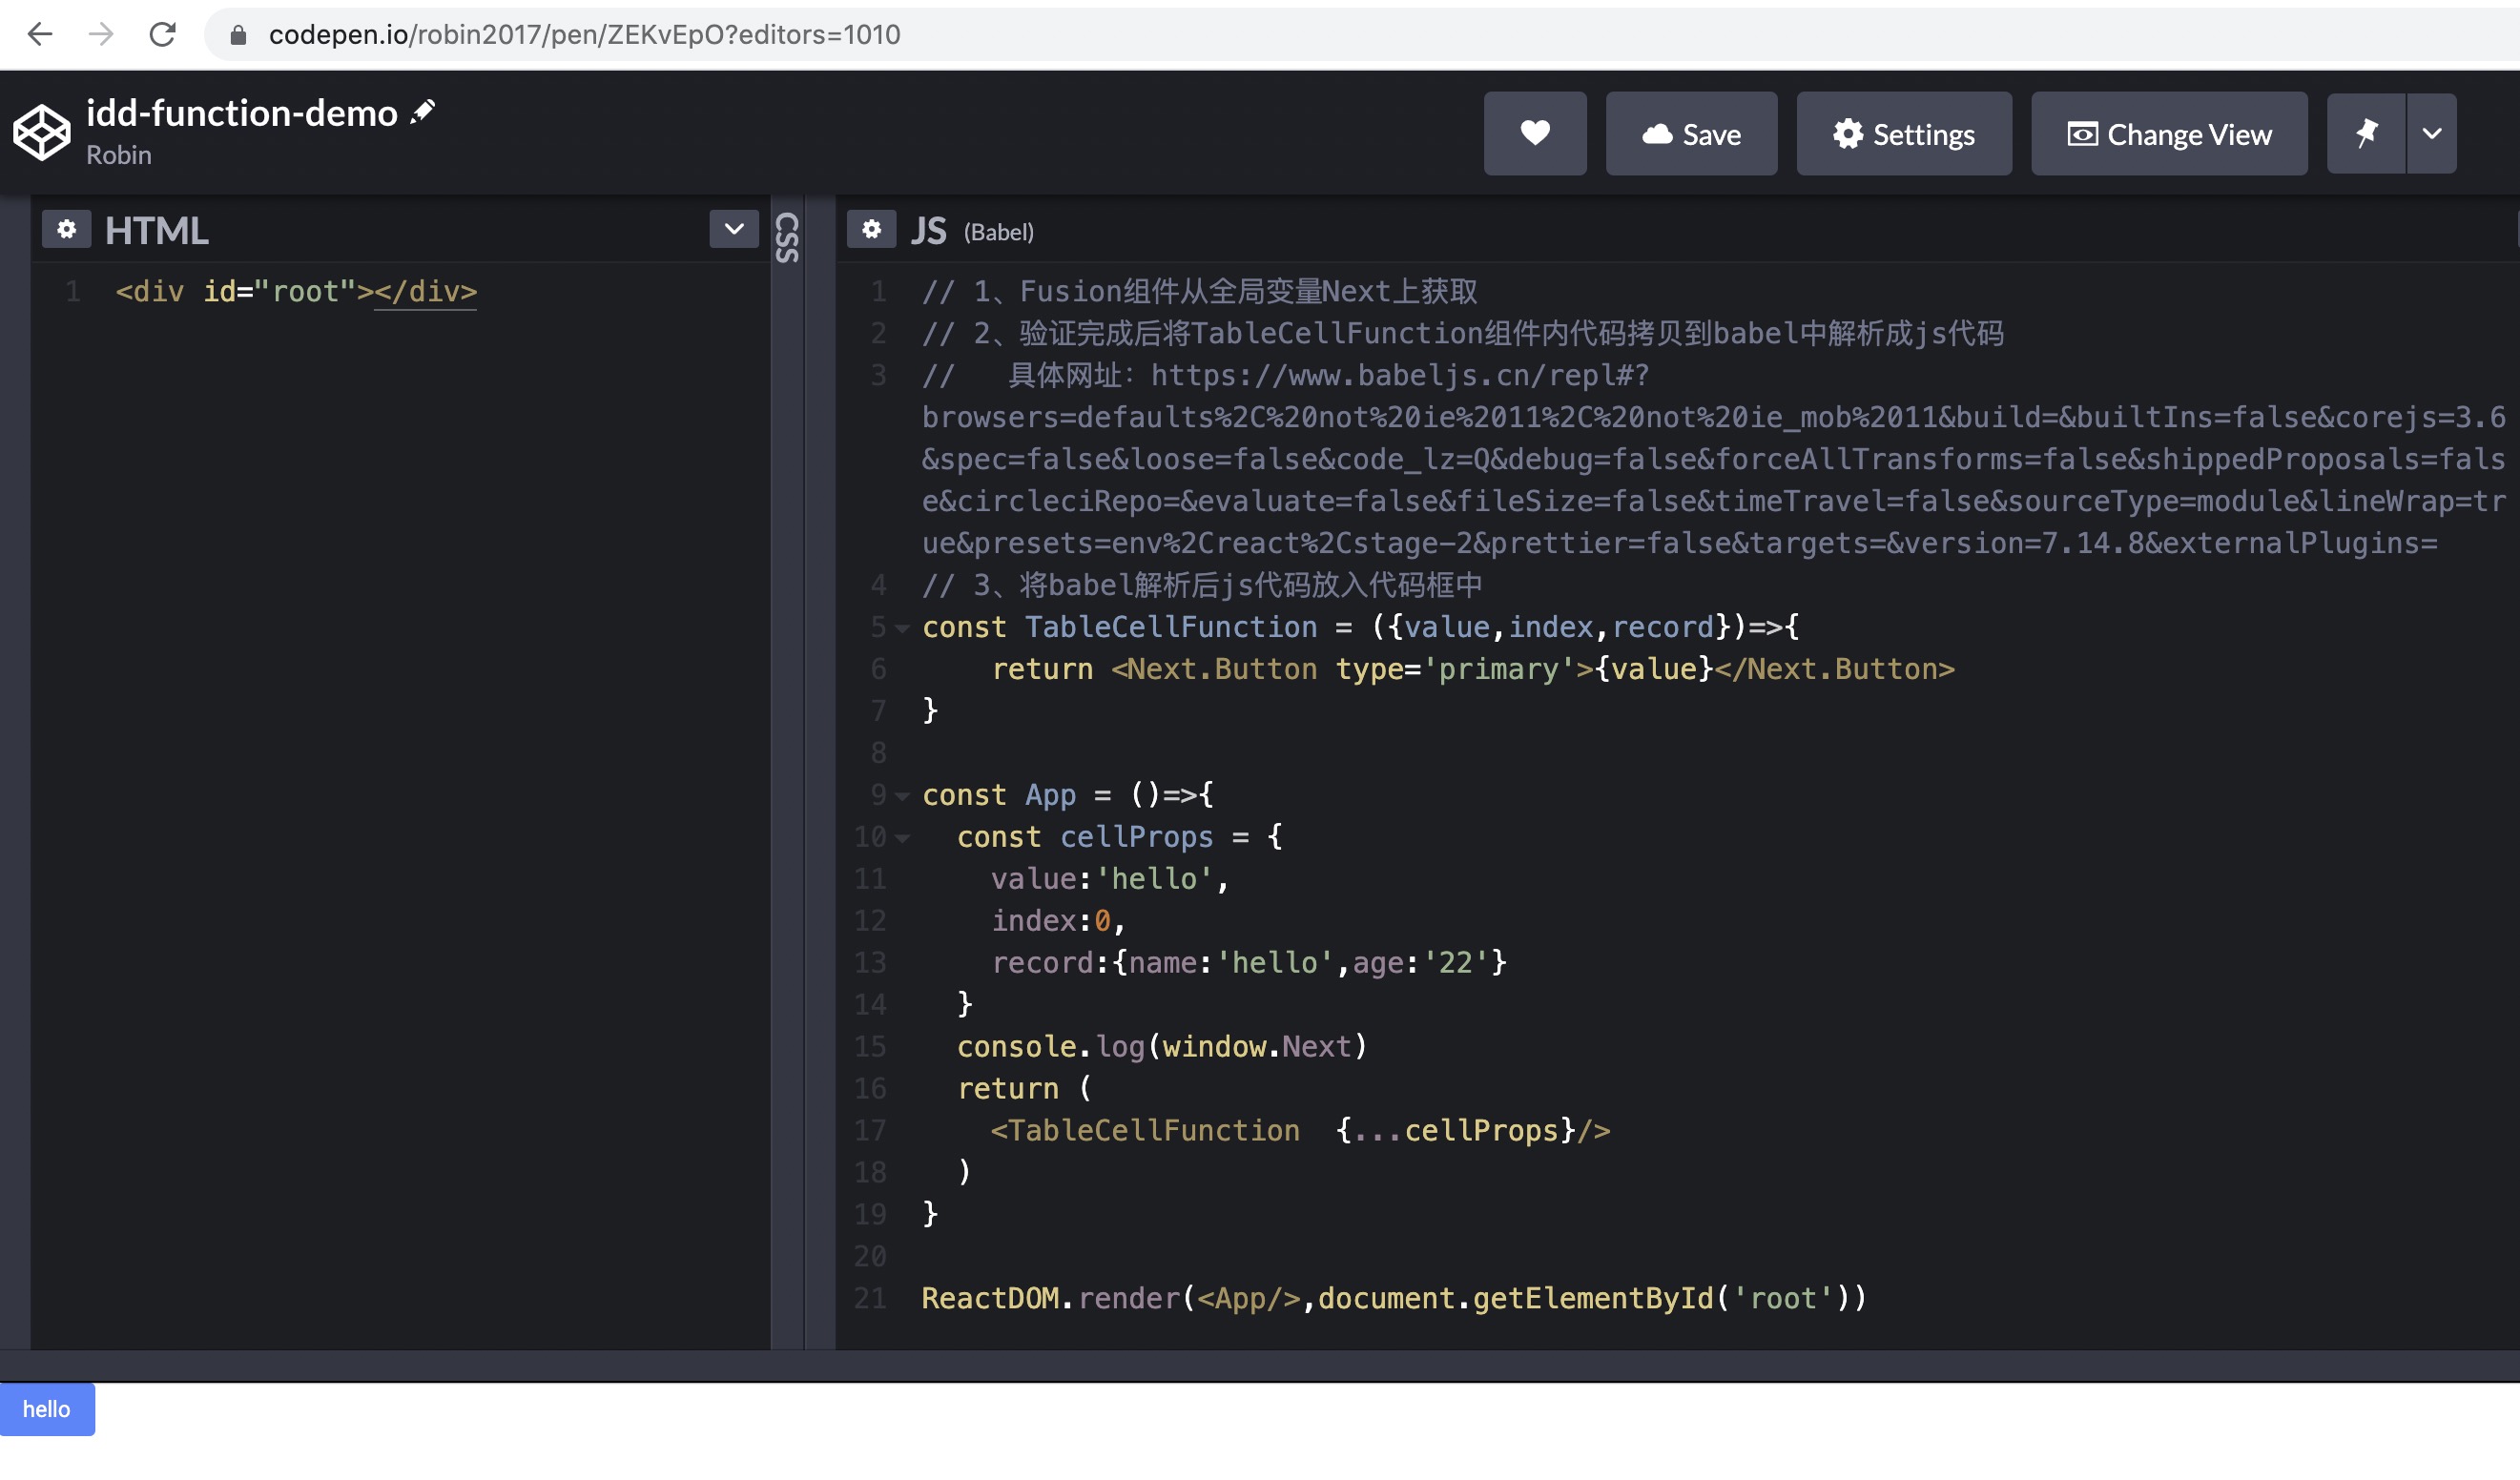 codepen.io/robin2017/pen/ZEKvEpO?editors=1010
idd-function-demo
Robin
Save
Settings
Change View
HTML
CSS
JS (Babel)
1 <div id="root"></div>
1 // 1、Fusion组件从全局变量Next上获取
2 // 2、验证完成后将TableCellFunction组件内代码拷贝到babel中解析成js代码
3 //   具体网址：https://www.babeljs.cn/repl#?
browsers=defaults%2C%20not%20ie%2011%2C%20not%20ie_mob%2011&build=&builtIns=false&corejs=3.6
&spec=false&loose=false&code_lz=Q&debug=false&forceAllTransforms=false&shippedProposals=fals
e&circleciRepo=&evaluate=false&fileSize=false&timeTravel=false&sourceType=module&lineWrap=tr
ue&presets=env%2Creact%2Cstage-2&prettier=false&targets=&version=7.14.8&externalPlugins=
4 // 3、将babel解析后js代码放入代码框中
5 const TableCellFunction = ({value,index,record})=>{
6     return <Next.Button type='primary'>{value}</Next.Button>
7 }
8
9 const App = ()=>{
10   const cellProps = {
11     value:'hello',
12     index:0,
13     record:{name:'hello',age:'22'}
14   }
15   console.log(window.Next)
16   return (
17     <TableCellFunction  {...cellProps}/>
18   )
19 }
20
21 ReactDOM.render(<App/>,document.getElementById('root'))
hello